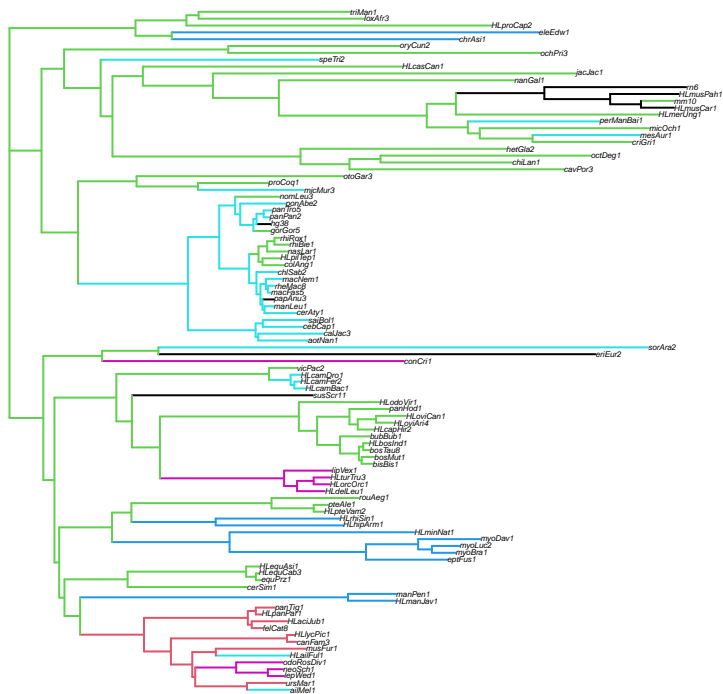 triMan1
loxAfr3
HLproCap2
eleEdw1
chrAsi1
oryCun2
ochPri3
speTri2
HLcasCan1
jacJac1
nanGal1
rn6
HLmusPah1
mm10
HLmusCar1
HLmerUng1
perManBai1
micOch1
mesAur1
criGri1
hetGla2
octDeg1
chiLan1
cavPor3
otoGar3
proCoq1
micMur3
nomLeu3
ponAbe2
panTro5
panPan2
hg38
gorGor5
rhiRox1
rhiBie1
nasLar1
HLpilTep1
colAng1
chlSab2
macNem1
rheMac8
macFas5
papAnu3
manLeu1
cerAty1
saiBol1
cebCap1
calJac3
aotNan1
sorAra2
eriEur2
conCri1
vicPac2
HLcamDro1
HLcamFer2
HLcamBac1
susScr11
HLodoVir1
panHod1
HLoviCan1
HLoviAri4
HLcapHir2
bubBub1
HLbosInd1
bosTau8
bosMut1
bisBis1
lipVex1
HLturTru3
HLorcOrc1
HLdelLeu1
rouAeg1
pteAle1
HLpteVam2
HLrhiSin1
HLhipArm1
HLminNat1
myoDav1
myoLuc2
myoBra1
eptFus1
HLequAsi1
HLequCab3
equPrz1
cerSim1
manPen1
HLmanJav1
panTig1
HLpanPar1
HLaciJub1
felCat8
HLlycPic1
canFam3
musFur1
HLailFul1
odoRosDiv1
neoSch1
lepWed1
ursMar1
ailMel1